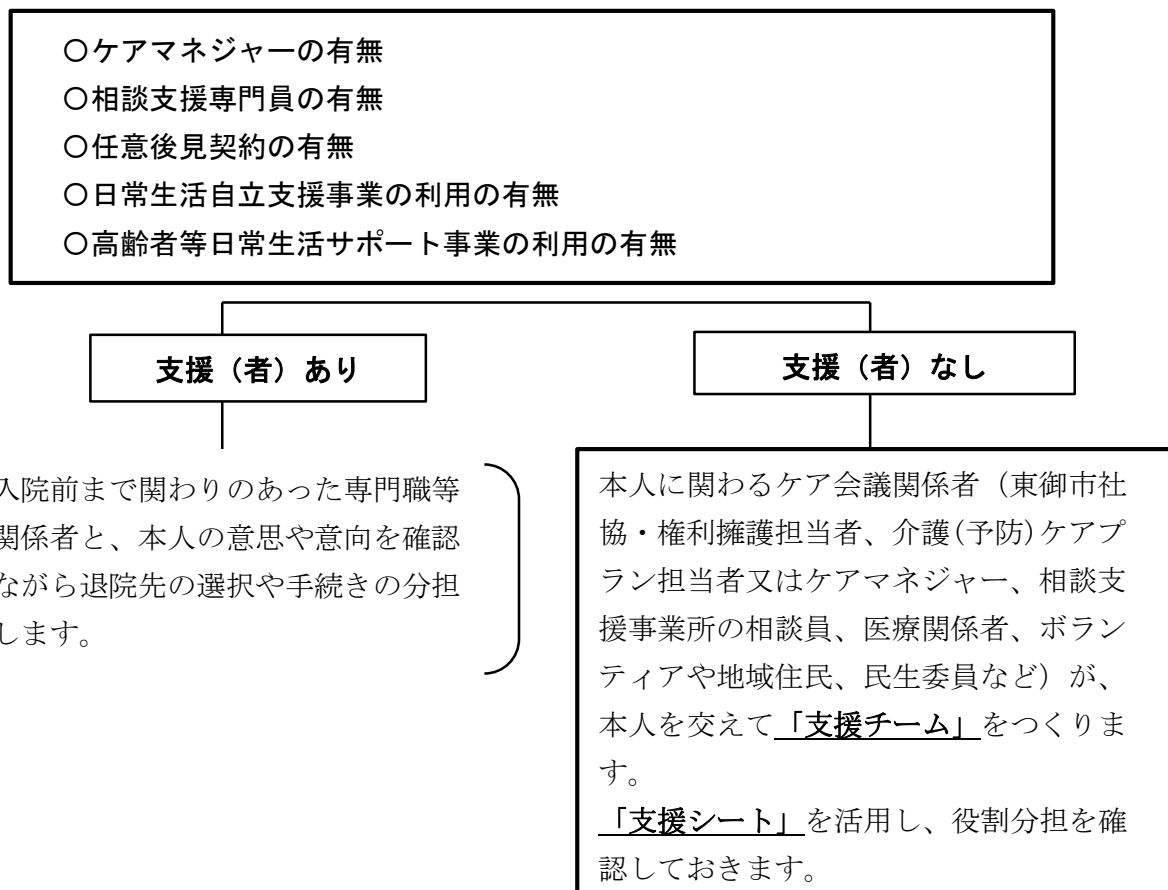 ○ケアマネジャーの有無
○相談支援専門員の有無
○任意後見契約の有無
○日常生活自立支援事業の利用の有無
○高齢者等日常生活サポート事業の利用の有無
支援（者）あり
支援（者）なし
入院前まで関わりのあった専門職等
関係者と、本人の意思や意向を確認
ながら退院先の選択や手続きの分担
します。
本人に関わるケア会議関係者（東御市社
協・権利擁護担当者、介護(予防)ケアプ
ラン担当者又はケアマネジャー、相談支
援事業所の相談員、医療関係者、ボラン
ティアや地域住民、民生委員など）が、
本人を交えて「支援チーム」をつくりま
す。
「支援シート」を活用し、役割分担を確
認しておきます。